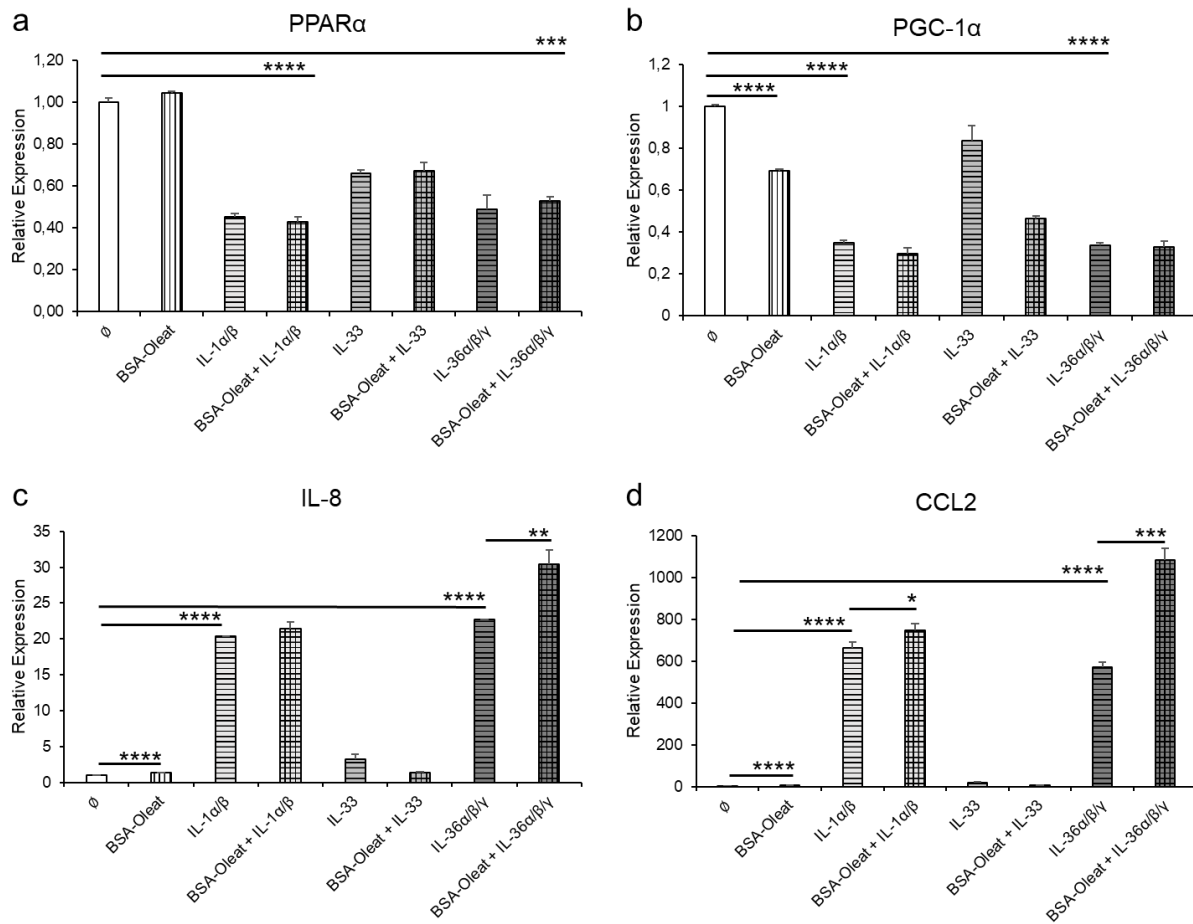 a
PPARα
Relative Expression
1,20
1,00
0,80
0,60
0,40
0,20
0,00
***
****
ø
BSA-Oleat
IL-1α/β
BSA-Oleat + IL-1α/β
IL-33
BSA-Oleat + IL-33
IL-36α/β/γ
BSA-Oleat + IL-36α/β/γ
b
PGC-1α
Relative Expression
1,2
1
0,8
0,6
0,4
0,2
0
****
****
****
ø
BSA-Oleat
IL-1α/β
BSA-Oleat + IL-1α/β
IL-33
BSA-Oleat + IL-33
IL-36α/β/γ
BSA-Oleat + IL-36α/β/γ
c
IL-8
Relative Expression
35
30
25
20
15
10
5
0
**
****
****
****
ø
BSA-Oleat
IL-1α/β
BSA-Oleat + IL-1α/β
IL-33
BSA-Oleat + IL-33
IL-36α/β/γ
BSA-Oleat + IL-36α/β/γ
d
CCL2
Relative Expression
1200
1000
800
600
400
200
0
***
****
*
****
****
ø
BSA-Oleat
IL-1α/β
BSA-Oleat + IL-1α/β
IL-33
BSA-Oleat + IL-33
IL-36α/β/γ
BSA-Oleat + IL-36α/β/γ